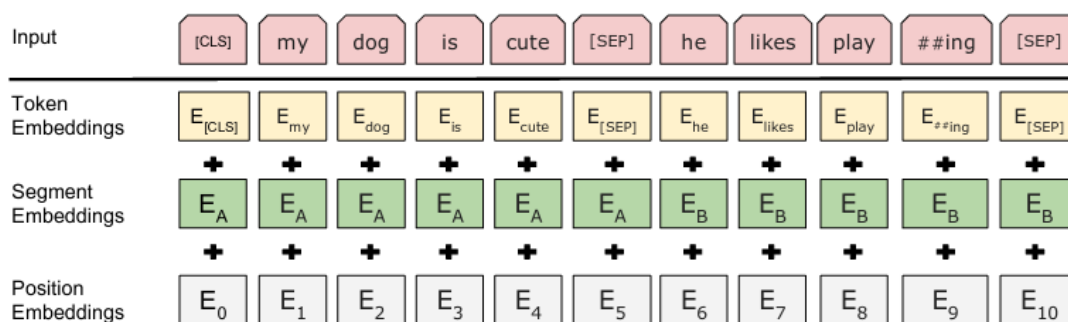 Input [CLS] my dog is cute [SEP] he likes play ##ing [SEP]
Token Embeddings E[CLS] Emy Edog Eis Ecute E[SEP] Ehe Elikes Eplay E##ing E[SEP]
+ + + + + + + + + + +
Segment Embeddings EA EA EA EA EA EA EB EB EB EB EB
+ + + + + + + + + + +
Position Embeddings E0 E1 E2 E3 E4 E5 E6 E7 E8 E9 E10